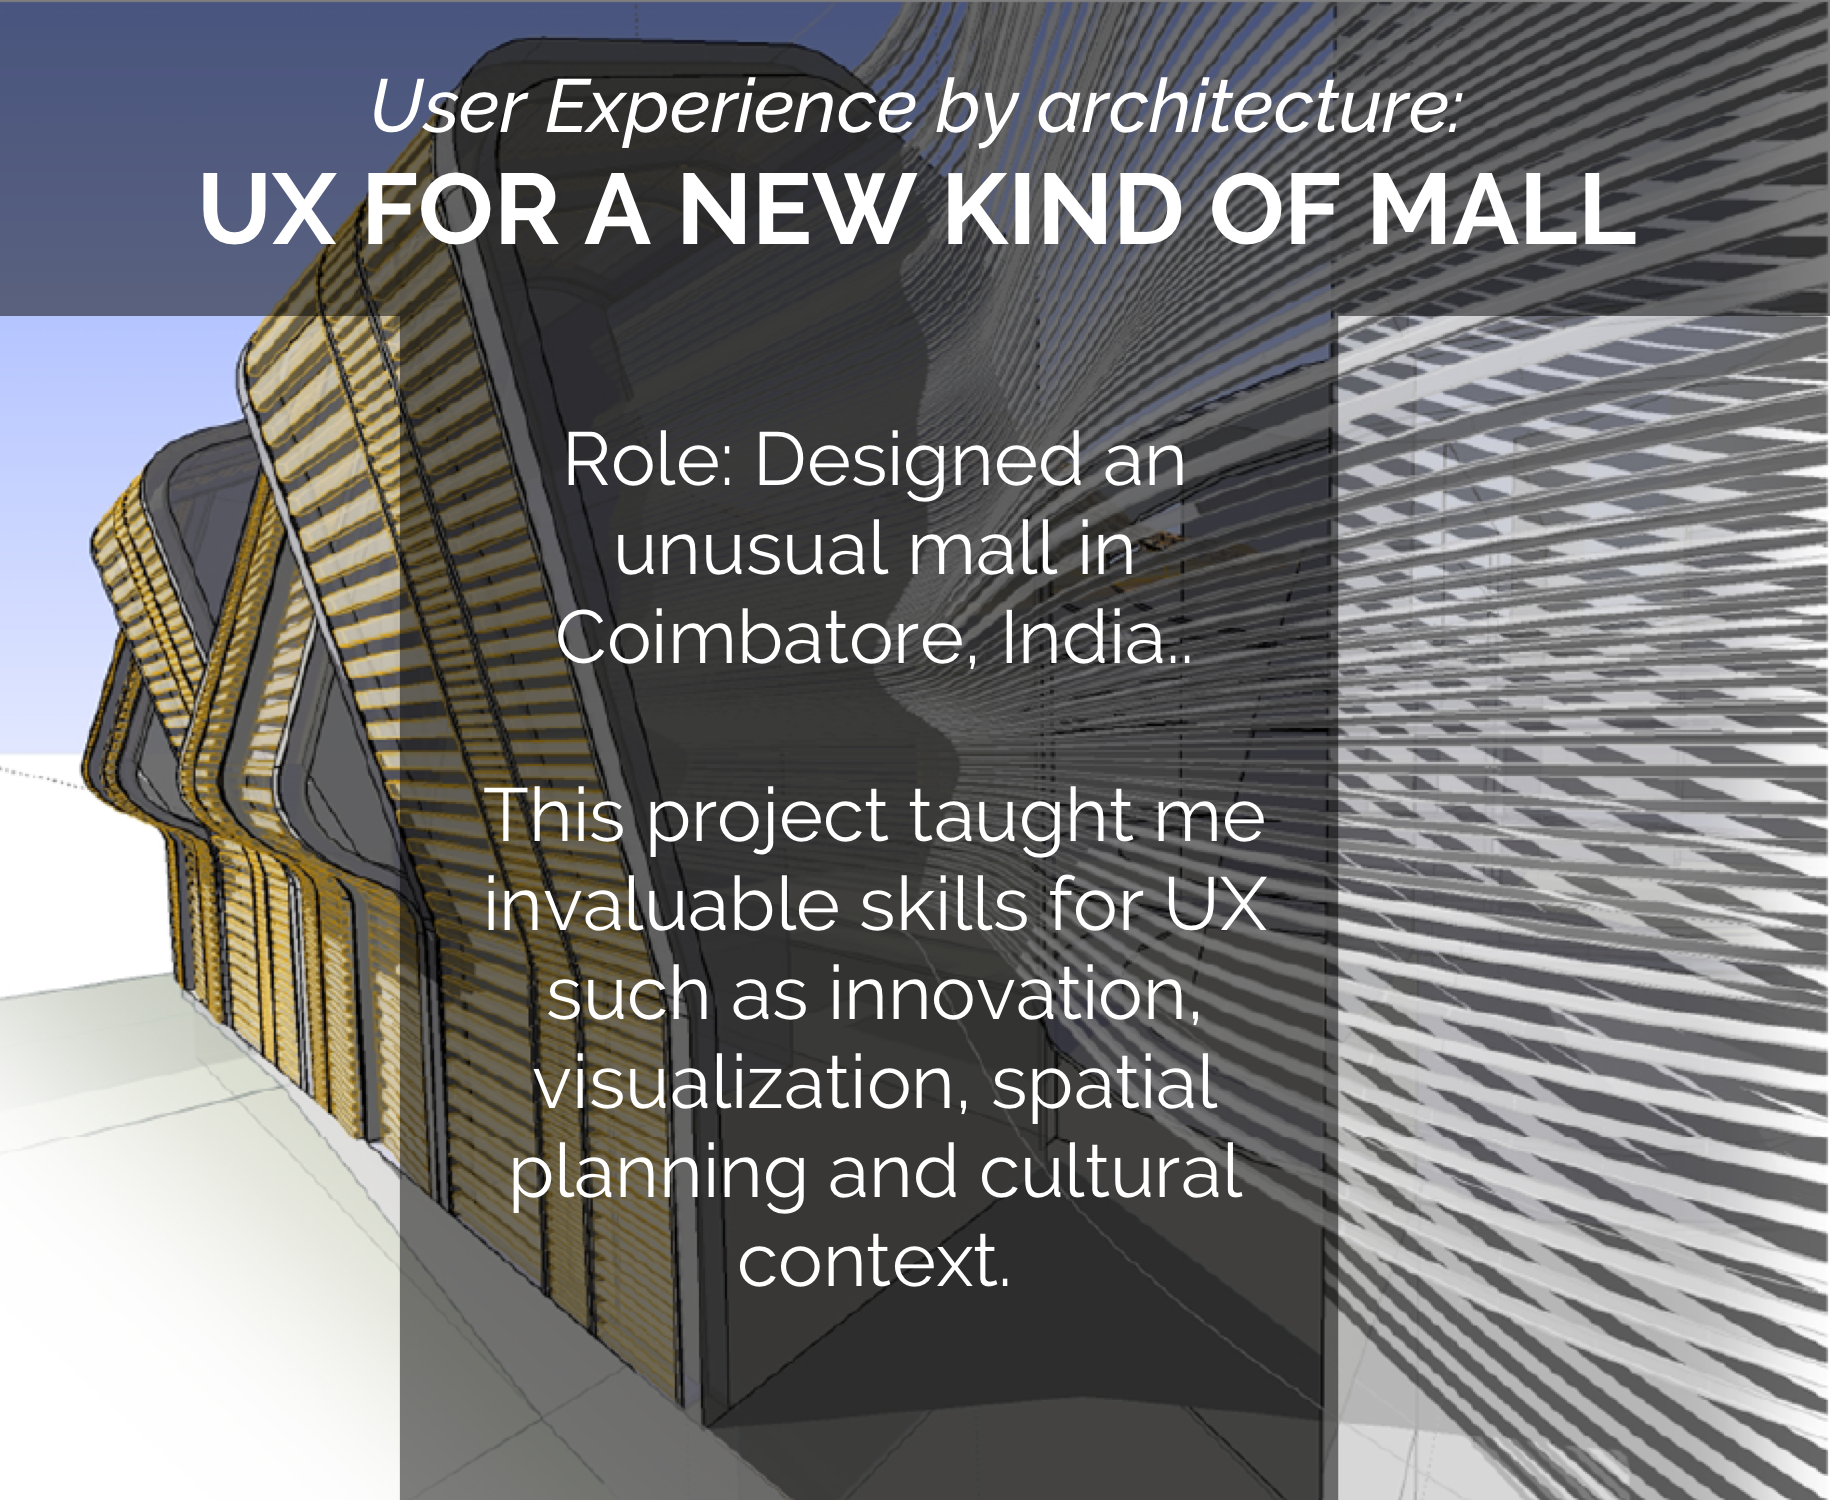 User Experience by architecture:
UX FOR A NEW KIND OF MALL
Role: Designed an
unusual mall in
Coimbatore, India..
This project taught me
invaluable skills for UX
such as innovation,
visualization, spatial
planning and cultural
context.